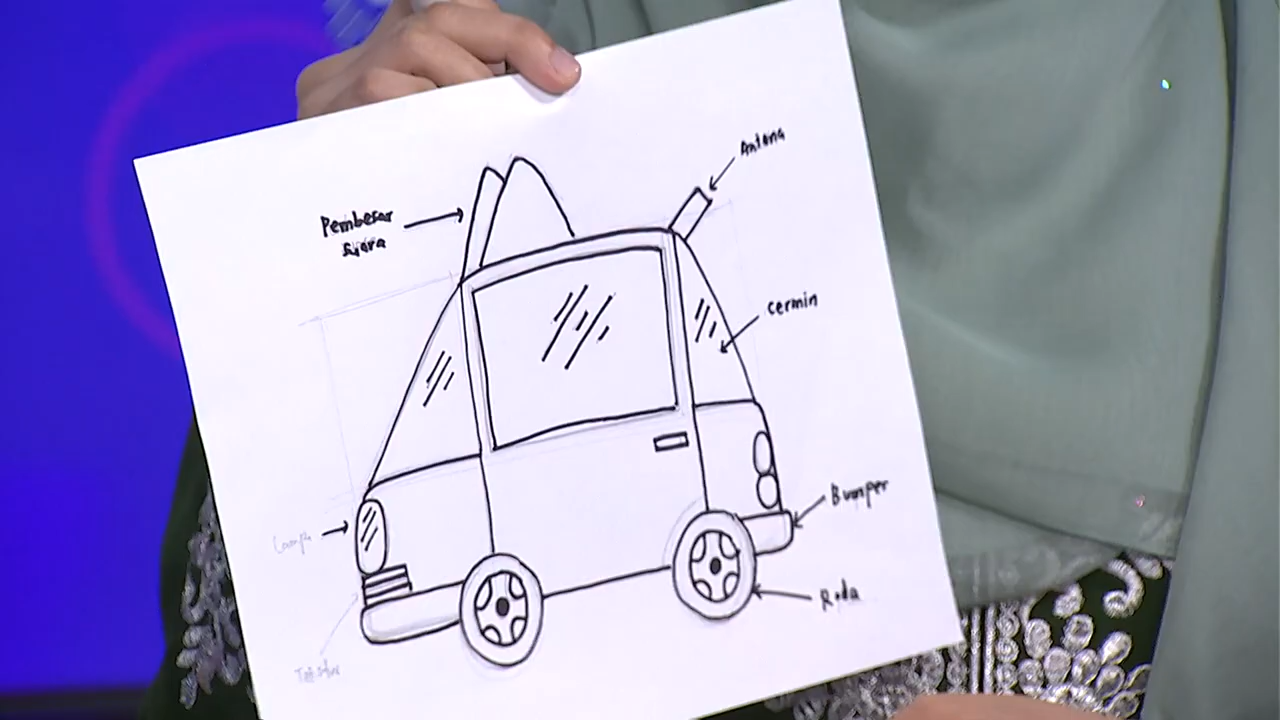 Antena
Pembesar
suara
cermin
Bumper
Lampu
Roda